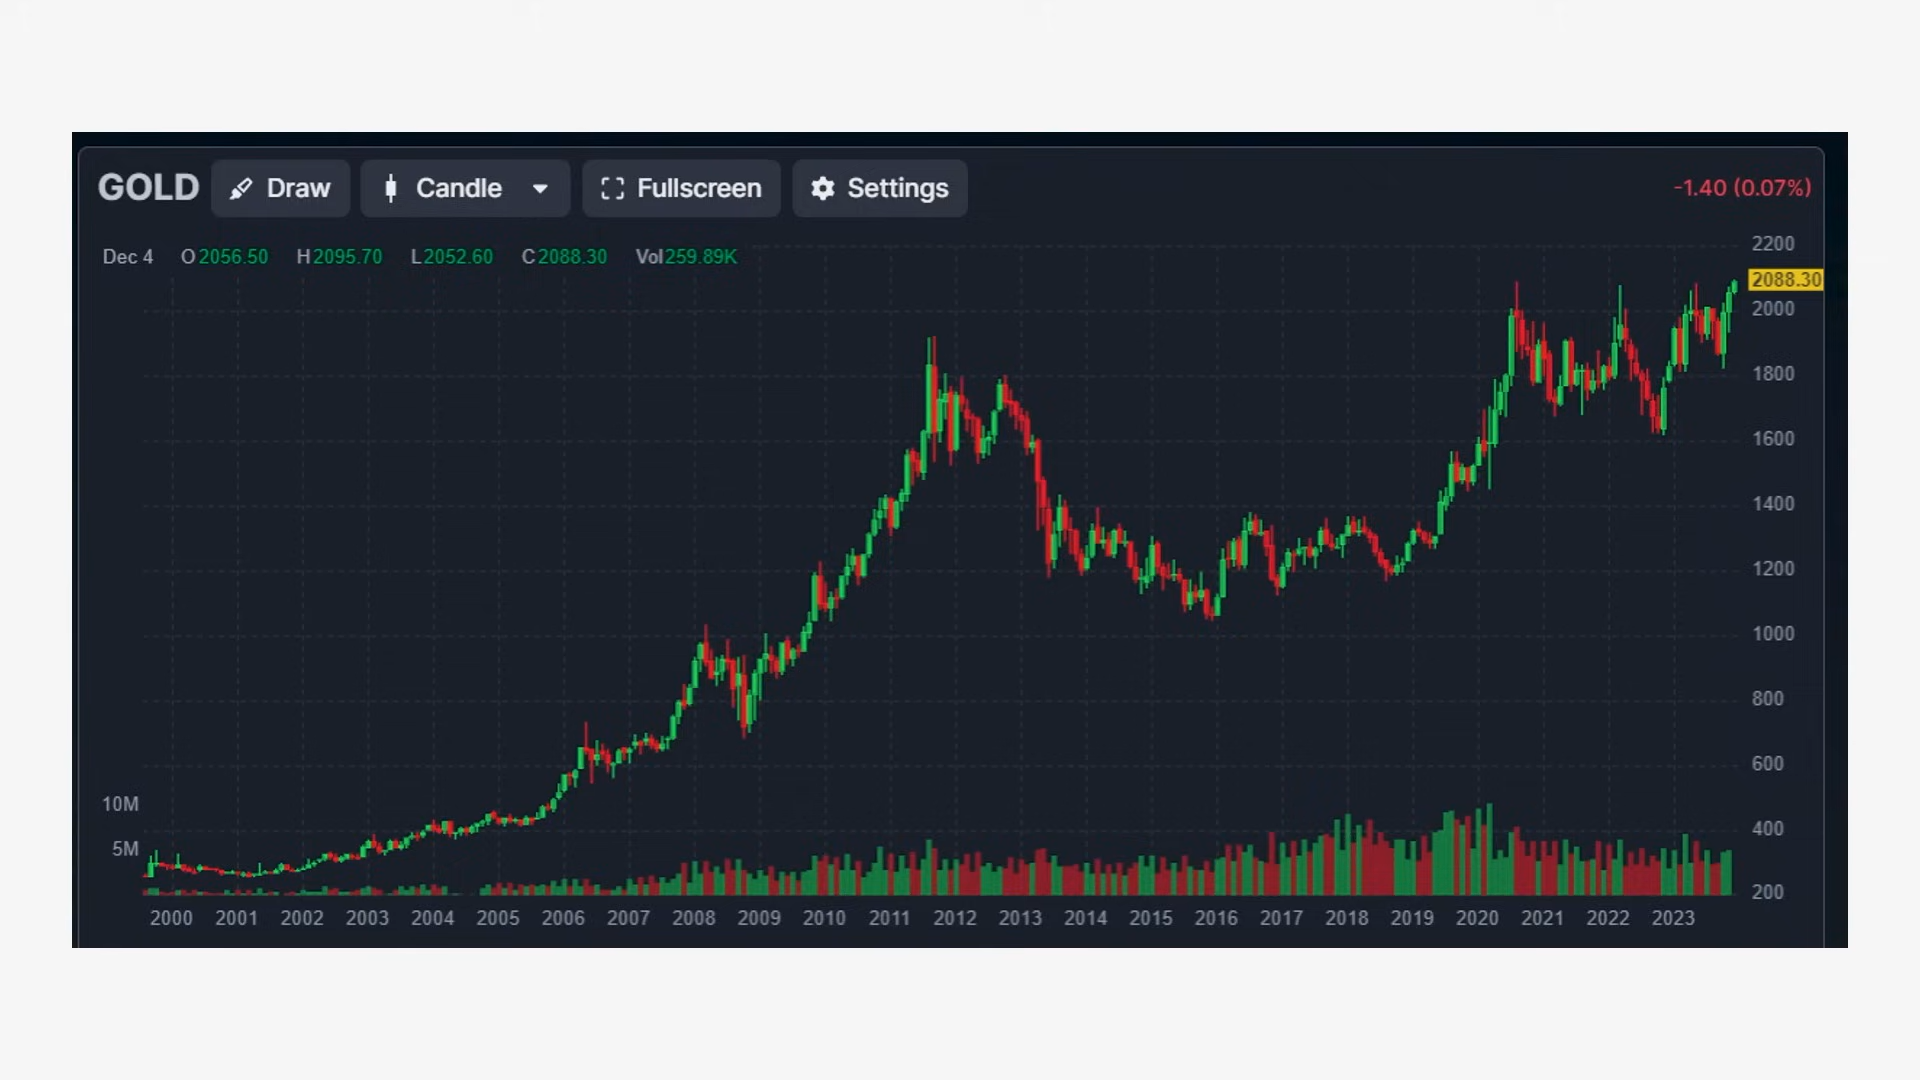 GOLD Draw Candle Fullscreen Settings -1.40 (0.07%)
Dec 4 O2056.50 H2095.70 L2052.60 C2088.30 Vol259.89K
2200
2088.30
2000
1800
1600
1400
1200
1000
800
600
10M
400
5M
200
2000 2001 2002 2003 2004 2005 2006 2007 2008 2009 2010 2011 2012 2013 2014 2015 2016 2017 2018 2019 2020 2021 2022 2023